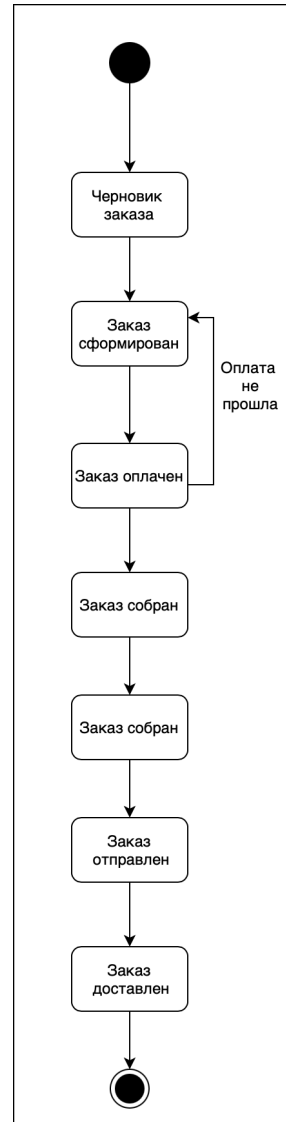 Черновик
заказа
Заказ
сформирован
Оплата
не
прошла
Заказ оплачен
Заказ собран
Заказ собран
Заказ
отправлен
Заказ
доставлен